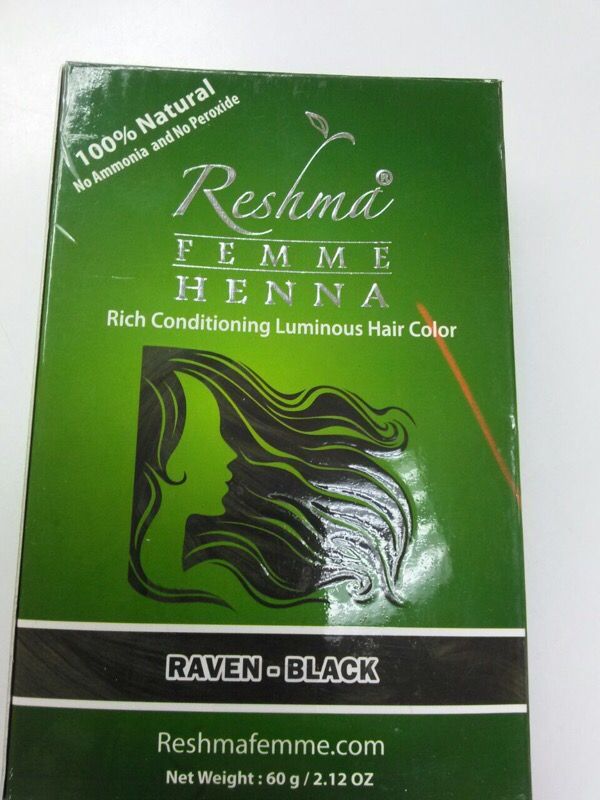 100% Natural
No Ammonia and No Peroxide
Reshma®
FEMME
HENNA
Rich Conditioning Luminous Hair Color
RAVEN - BLACK
Reshmafemme.com
Net Weight : 60 g / 2.12 OZ